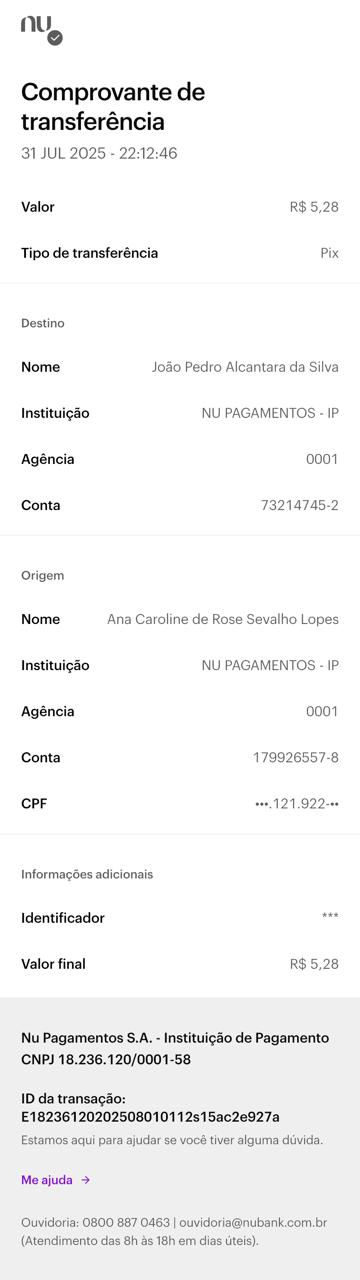 nu
Comprovante de
transferência
31 JUL 2025 - 22:12:46
Valor R$ 5,28
Tipo de transferência Pix
Destino
Nome João Pedro Alcantara da Silva
Instituição NU PAGAMENTOS - IP
Agência 0001
Conta 73214745-2
Origem
Nome Ana Caroline de Rose Sevalho Lopes
Instituição NU PAGAMENTOS - IP
Agência 0001
Conta 179926557-8
CPF •••.121.922-••
Informações adicionais
Identificador ***
Valor final R$ 5,28
Nu Pagamentos S.A. - Instituição de Pagamento
CNPJ 18.236.120/0001-58
ID da transação:
E18236120202508010112s15ac2e927a
Estamos aqui para ajudar se você tiver alguma dúvida.
Me ajuda →
Ouvidoria: 0800 887 0463 | ouvidoria@nubank.com.br
(Atendimento das 8h às 18h em dias úteis).